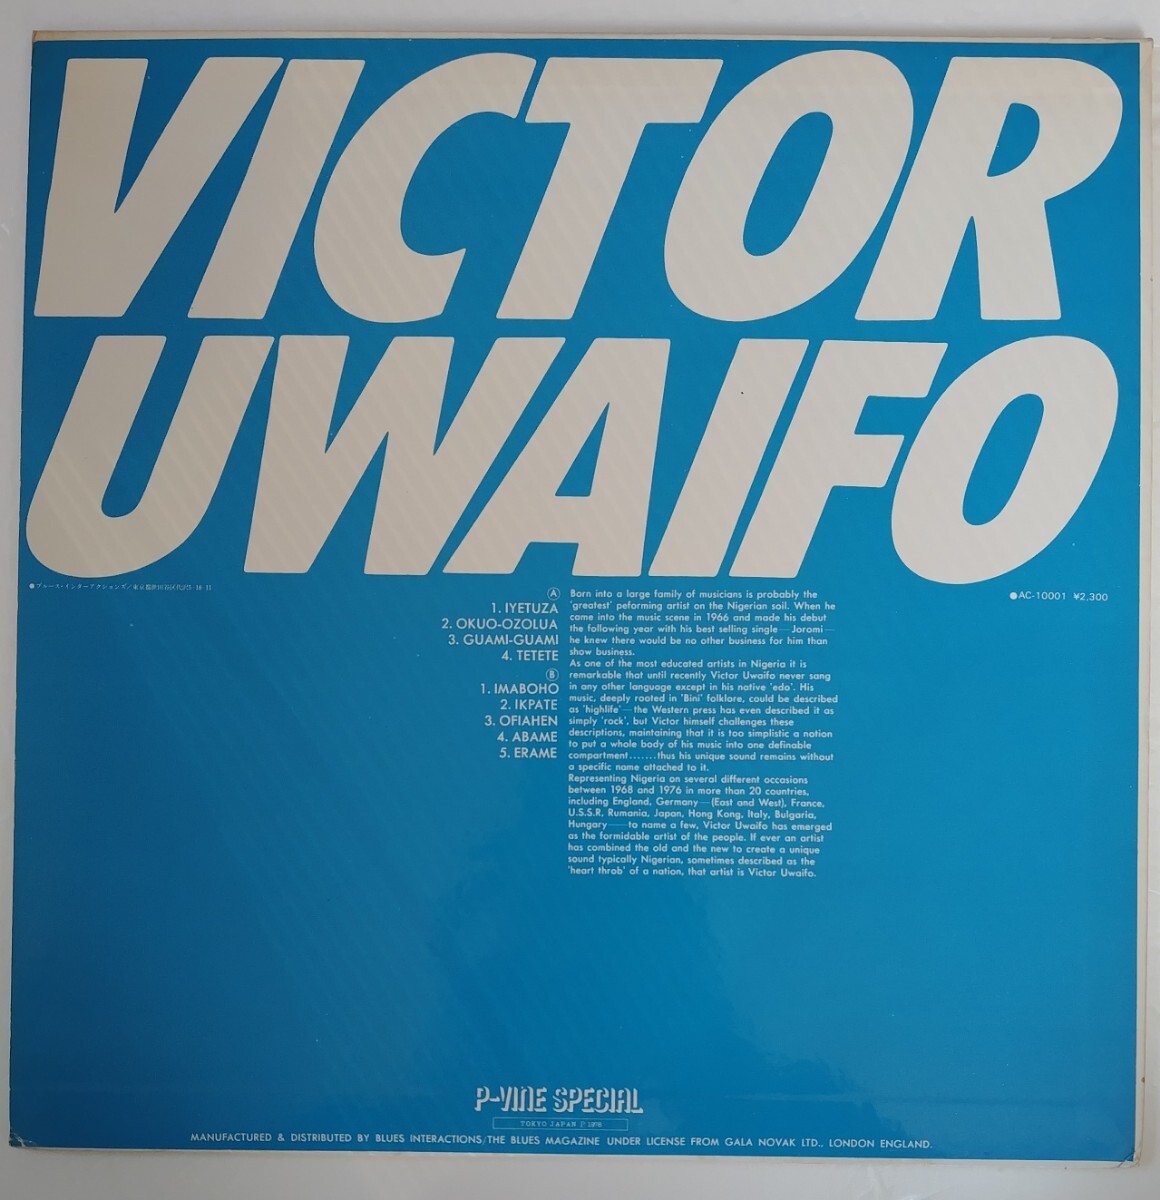 VICTOR
UWAIFO
●ブルース・インターアクションズ/東京都世田谷区代沢5-18-11
Ⓐ
1. IYETUZA
2. OKUO-OZOLUA
3. GUAMI-GUAMI
4. TETETE
Ⓑ
1. IMABOHO
2. IKPATE
3. OFIAHEN
4. ABAME
5. ERAME
Born into a large family of musicians is probably the
'greatest' peforming artist on the Nigerian soil. When he
came into the music scene in 1966 and made his debut
the following year with his best selling single—Joromi—
he knew there would be no other business for him than
show business.
As one of the most educated artists in Nigeria it is
remarkable that until recently Victor Uwaifo never sang
in any other language except in his native 'edo'. His
music, deeply rooted in 'Bini' folklore, could be described
as 'highlife'—the Western press has even described it as
simply 'rock', but Victor himself challenges these
descriptions, maintaining that it is too simplistic a notion
to put a whole body of his music into one definable
compartment.......thus his unique sound remains without
a specific name attached to it.
Representing Nigeria on several different occasions
between 1968 and 1976 in more than 20 countries,
including England, Germany—(East and West), France,
U.S.S.R, Rumania, Japan, Hong Kong, Italy, Bulgaria,
Hungary—to name a few, Victor Uwaifo has emerged
as the formidable artist of the people. If ever an artist
has combined the old and the new to create a unique
sound typically Nigerian, sometimes described as the
'heart throb' of a nation, that artist is Victor Uwaifo.
●AC-10001 ¥2,300
P-VINE SPECIAL
TOKYO JAPAN ℗ 1978
MANUFACTURED & DISTRIBUTED BY BLUES INTERACTIONS/THE BLUES MAGAZINE UNDER LICENSE FROM GALA NOVAK LTD., LONDON ENGLAND.